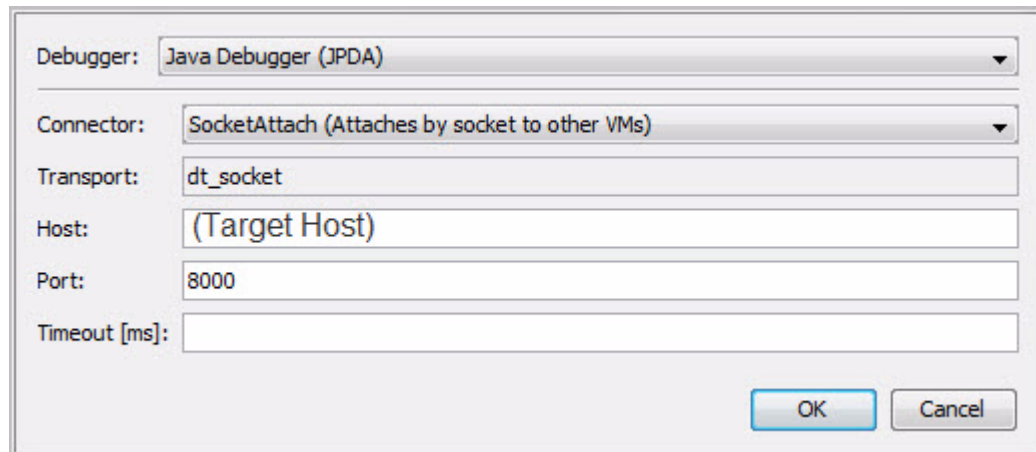 Debugger: Java Debugger (JPDA)
Connector: SocketAttach (Attaches by socket to other VMs)
Transport: dt_socket
Host: (Target Host)
Port: 8000
Timeout [ms]:
OK Cancel